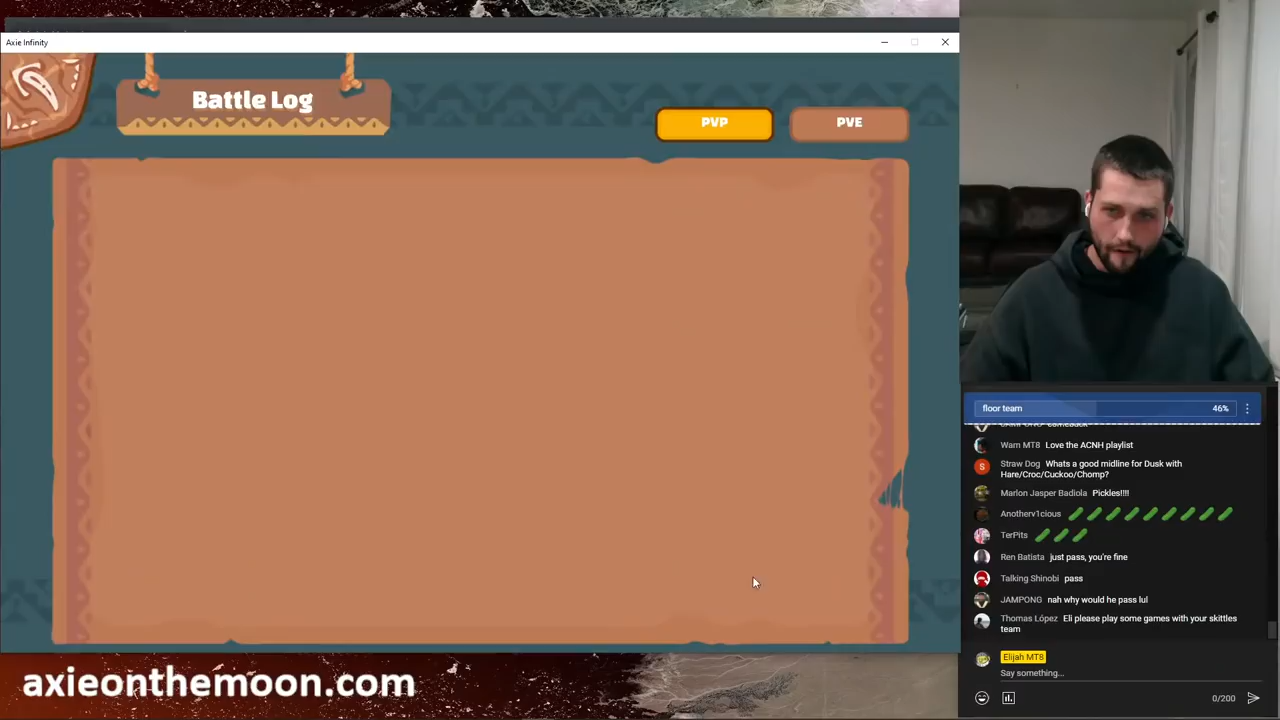 Axie Infinity
Battle Log
PVP
PVE
floor team
46%
Warn MT8 Love the ACNH playlist
Straw Dog Whats a good midline for Dusk with
Hare/Croc/Cuckoo/Chomp?
Marlon Jasper Badiola Pickles!!!!
Anotherv1cious
TerPits
Ren Batista just pass, you're fine
Talking Shinobi pass
JAMPONG nah why would he pass lul
Thomas López Eli please play some games with your skittles
team
Elijah MT8
Say something...
0/200
axieonthemoon.com